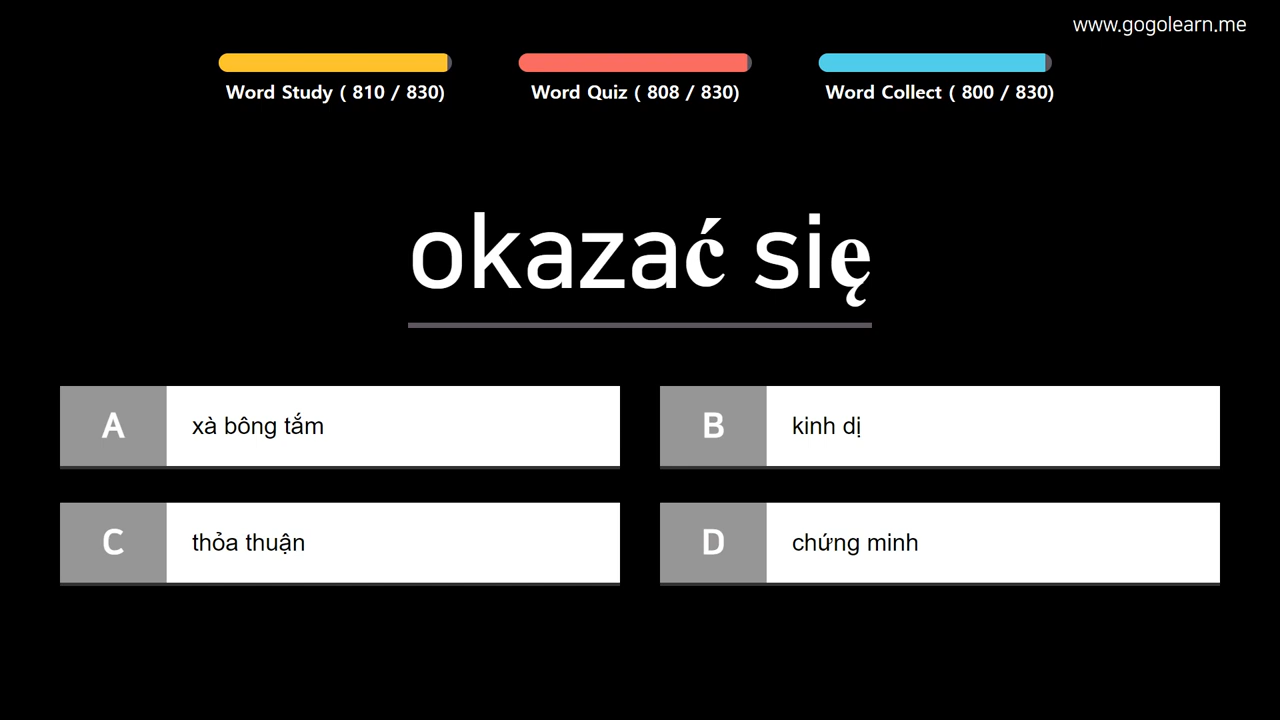 www.gogolearn.me
Word Study ( 810 / 830)
Word Quiz ( 808 / 830)
Word Collect ( 800 / 830)
okazać się
A
xà bông tắm
B
kinh dị
C
thỏa thuận
D
chứng minh